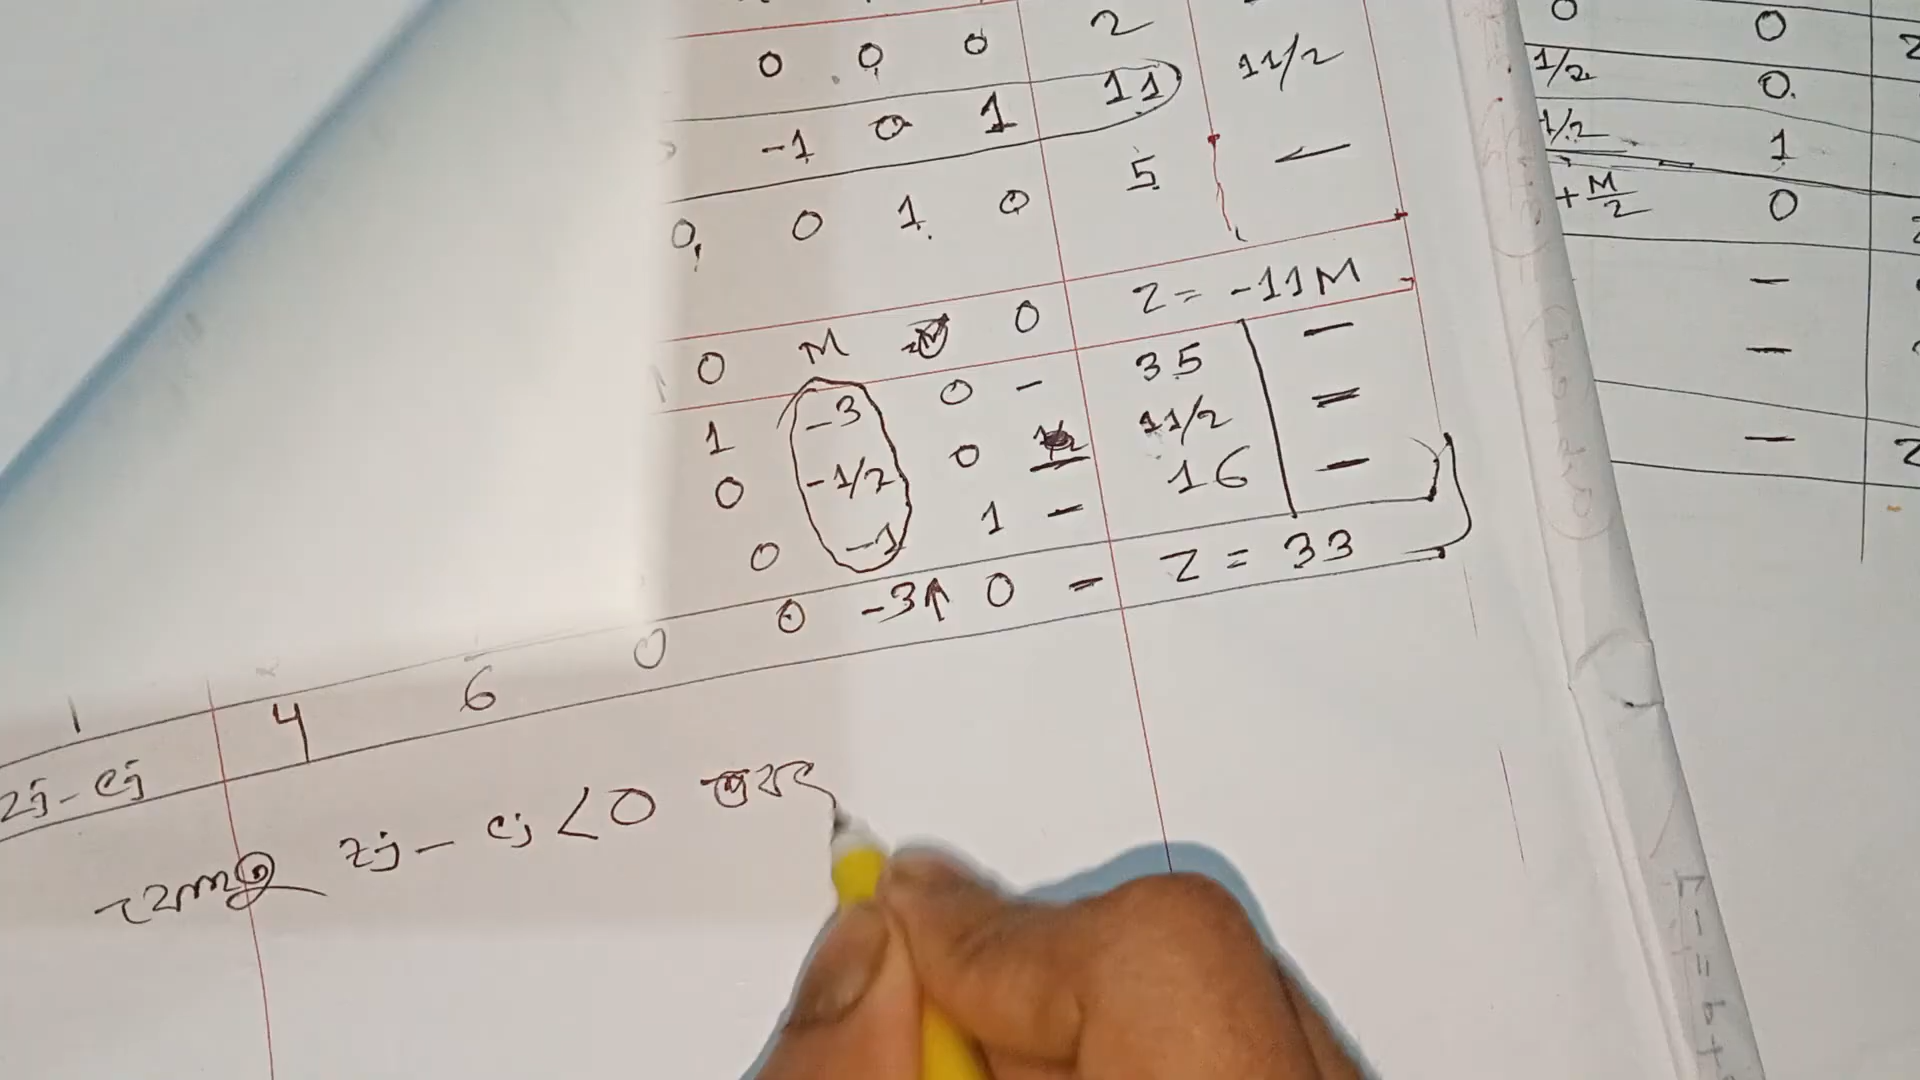 0 0 0 2
-1 0 1 11 11/2
0, 0 1 0 5 —
0 M 0 Z = -11M
1 -3 0 - 35 —
0 -1/2 0 11/2 —
0 -1 1 - 16 —
4 6 0 0 -3↑ 0 - Z = 33
zj - cj
যেহেতু zj - cj < 0 এবং
0 0
1/2 0
1/2 1
+ M/2 0
—
—
—